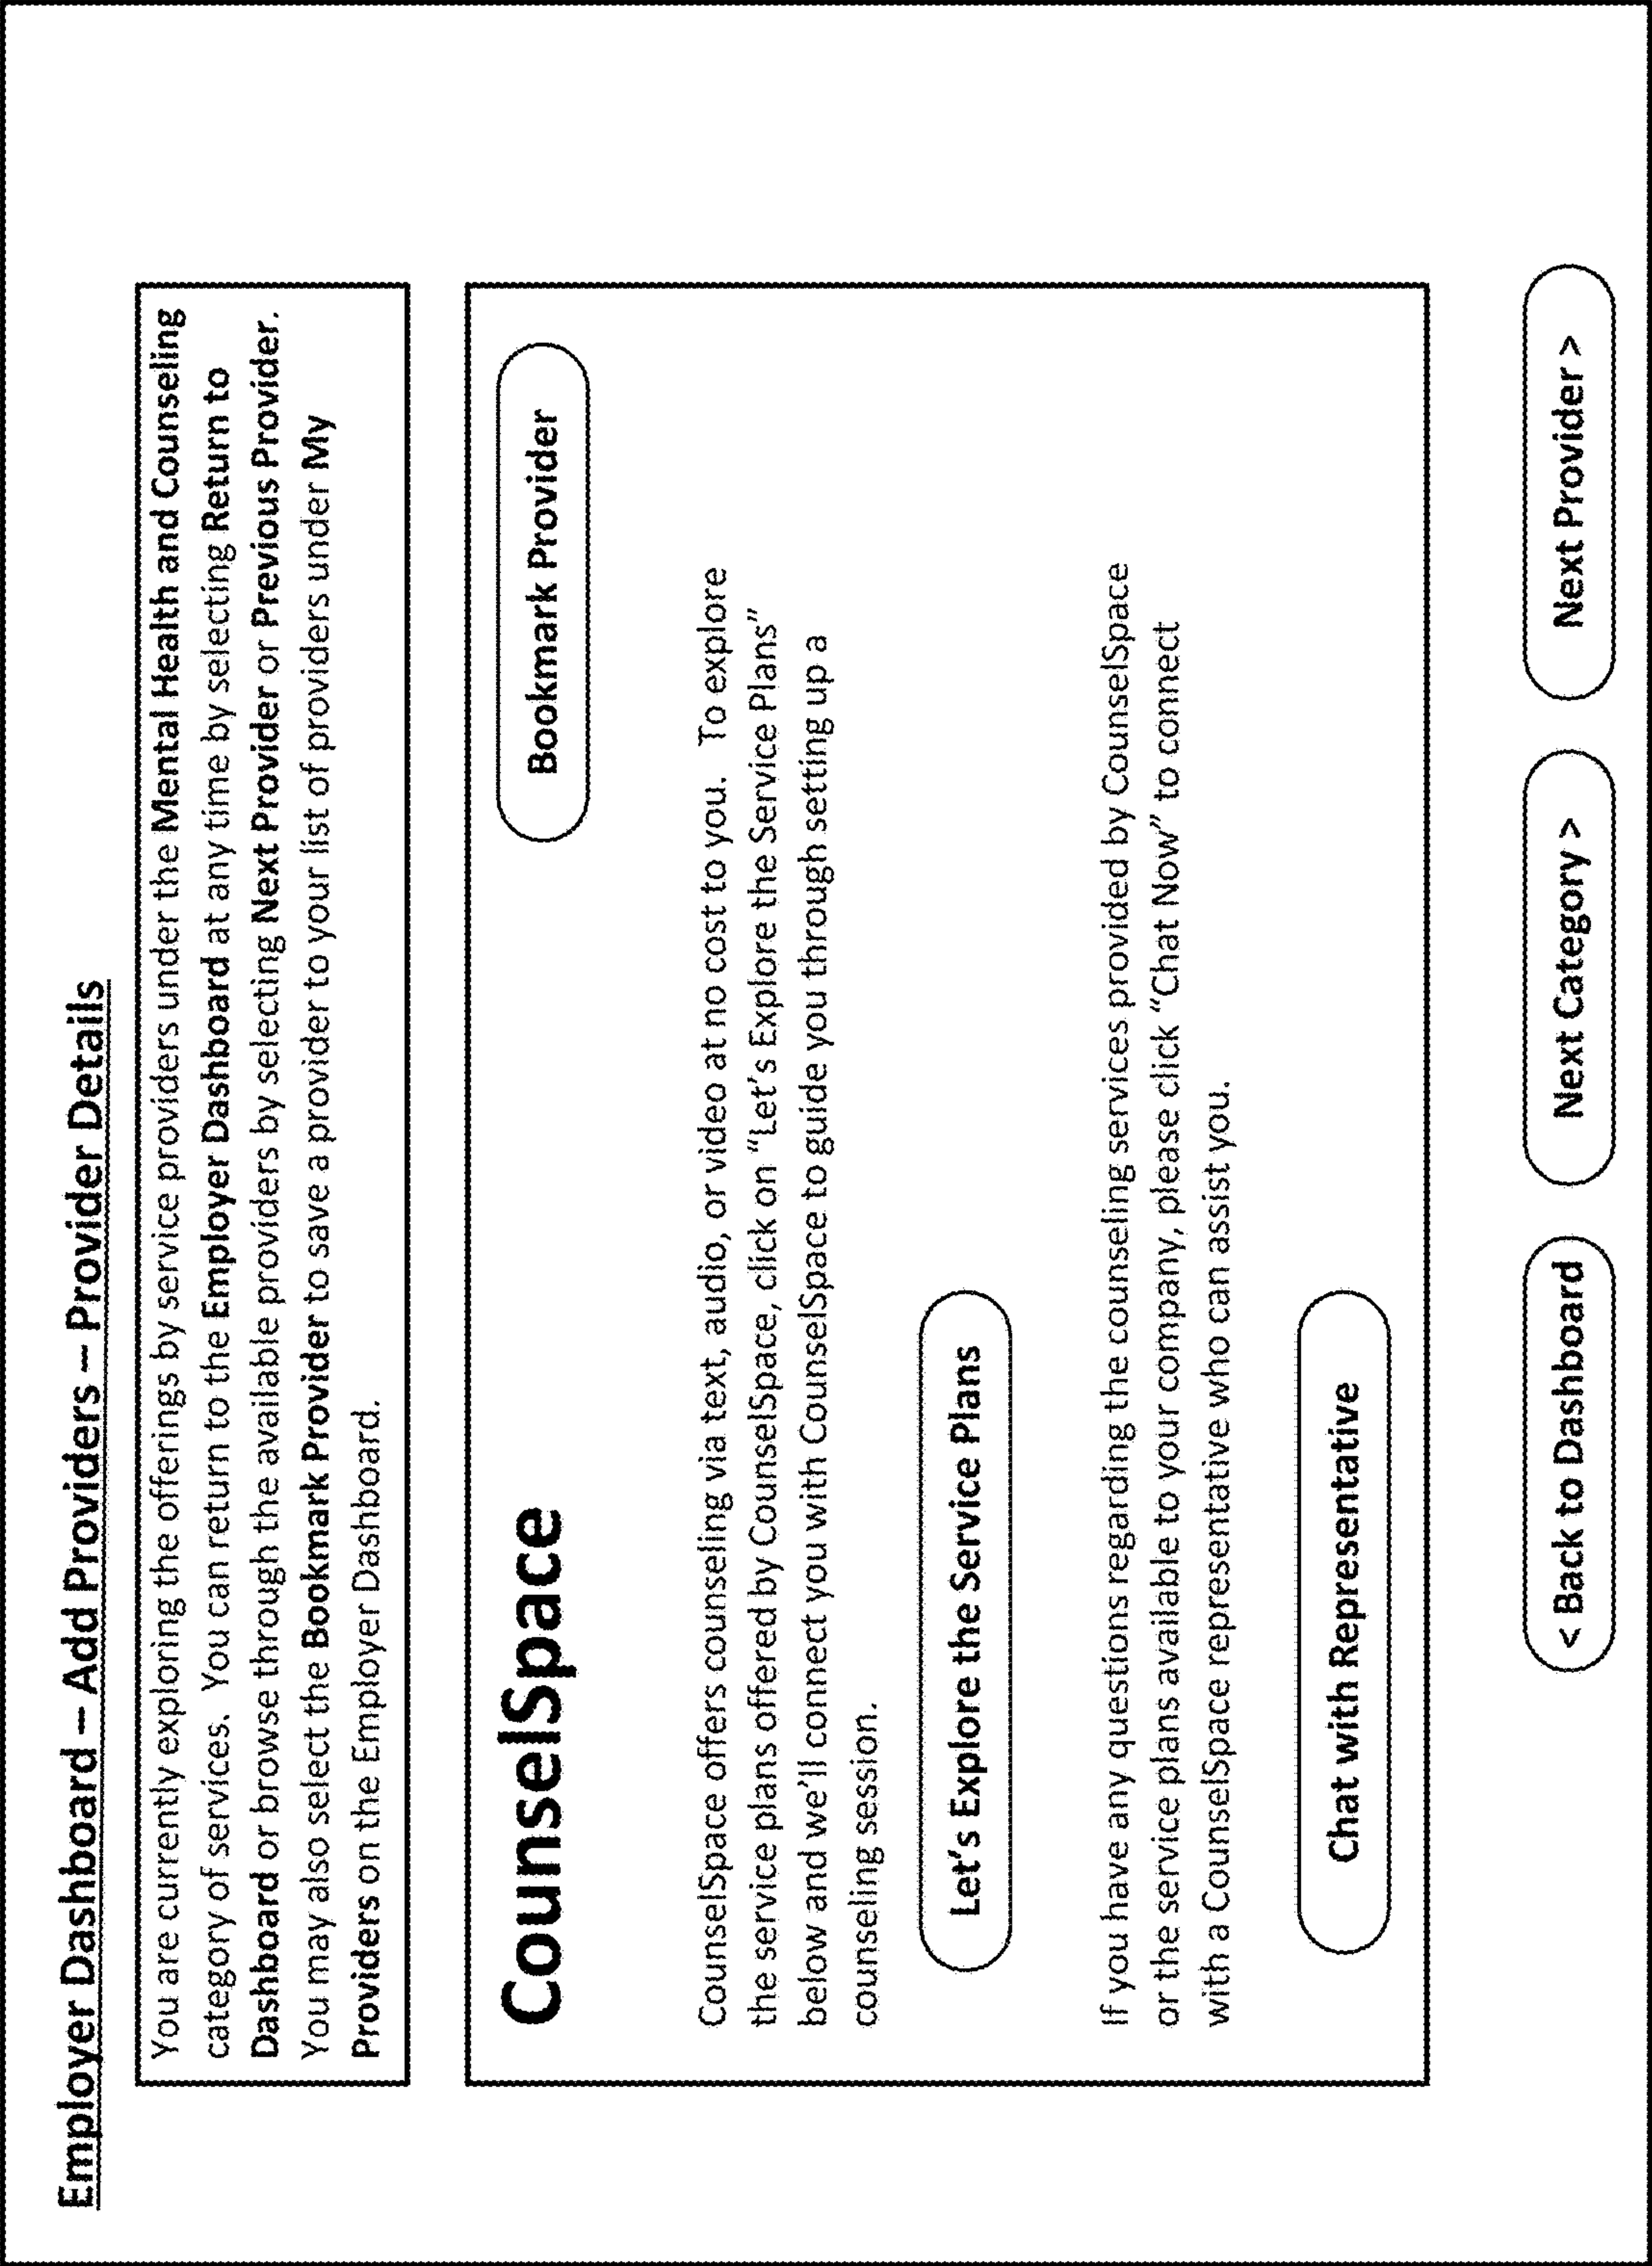 Employer Dashboard – Add Providers – Provider Details
You are currently exploring the offerings by service providers under the Mental Health and Counseling
category of services.  You can return to the Employer Dashboard at any time by selecting Return to
Dashboard or browse through the available providers by selecting Next Provider or Previous Provider.
You may also select the Bookmark Provider to save a provider to your list of providers under My
Providers on the Employer Dashboard.
CounselSpace
Bookmark Provider
CounselSpace offers counseling via text, audio, or video at no cost to you.  To explore
the service plans offered by CounselSpace, click on “Let’s Explore the Service Plans”
below and we’ll connect you with CounselSpace to guide you through setting up a
counseling session.
Let’s Explore the Service Plans
If you have any questions regarding the counseling services provided by CounselSpace
or the service plans available to your company, please click “Chat Now” to connect
with a CounselSpace representative who can assist you.
Chat with Representative
< Back to Dashboard
Next Category >
Next Provider >